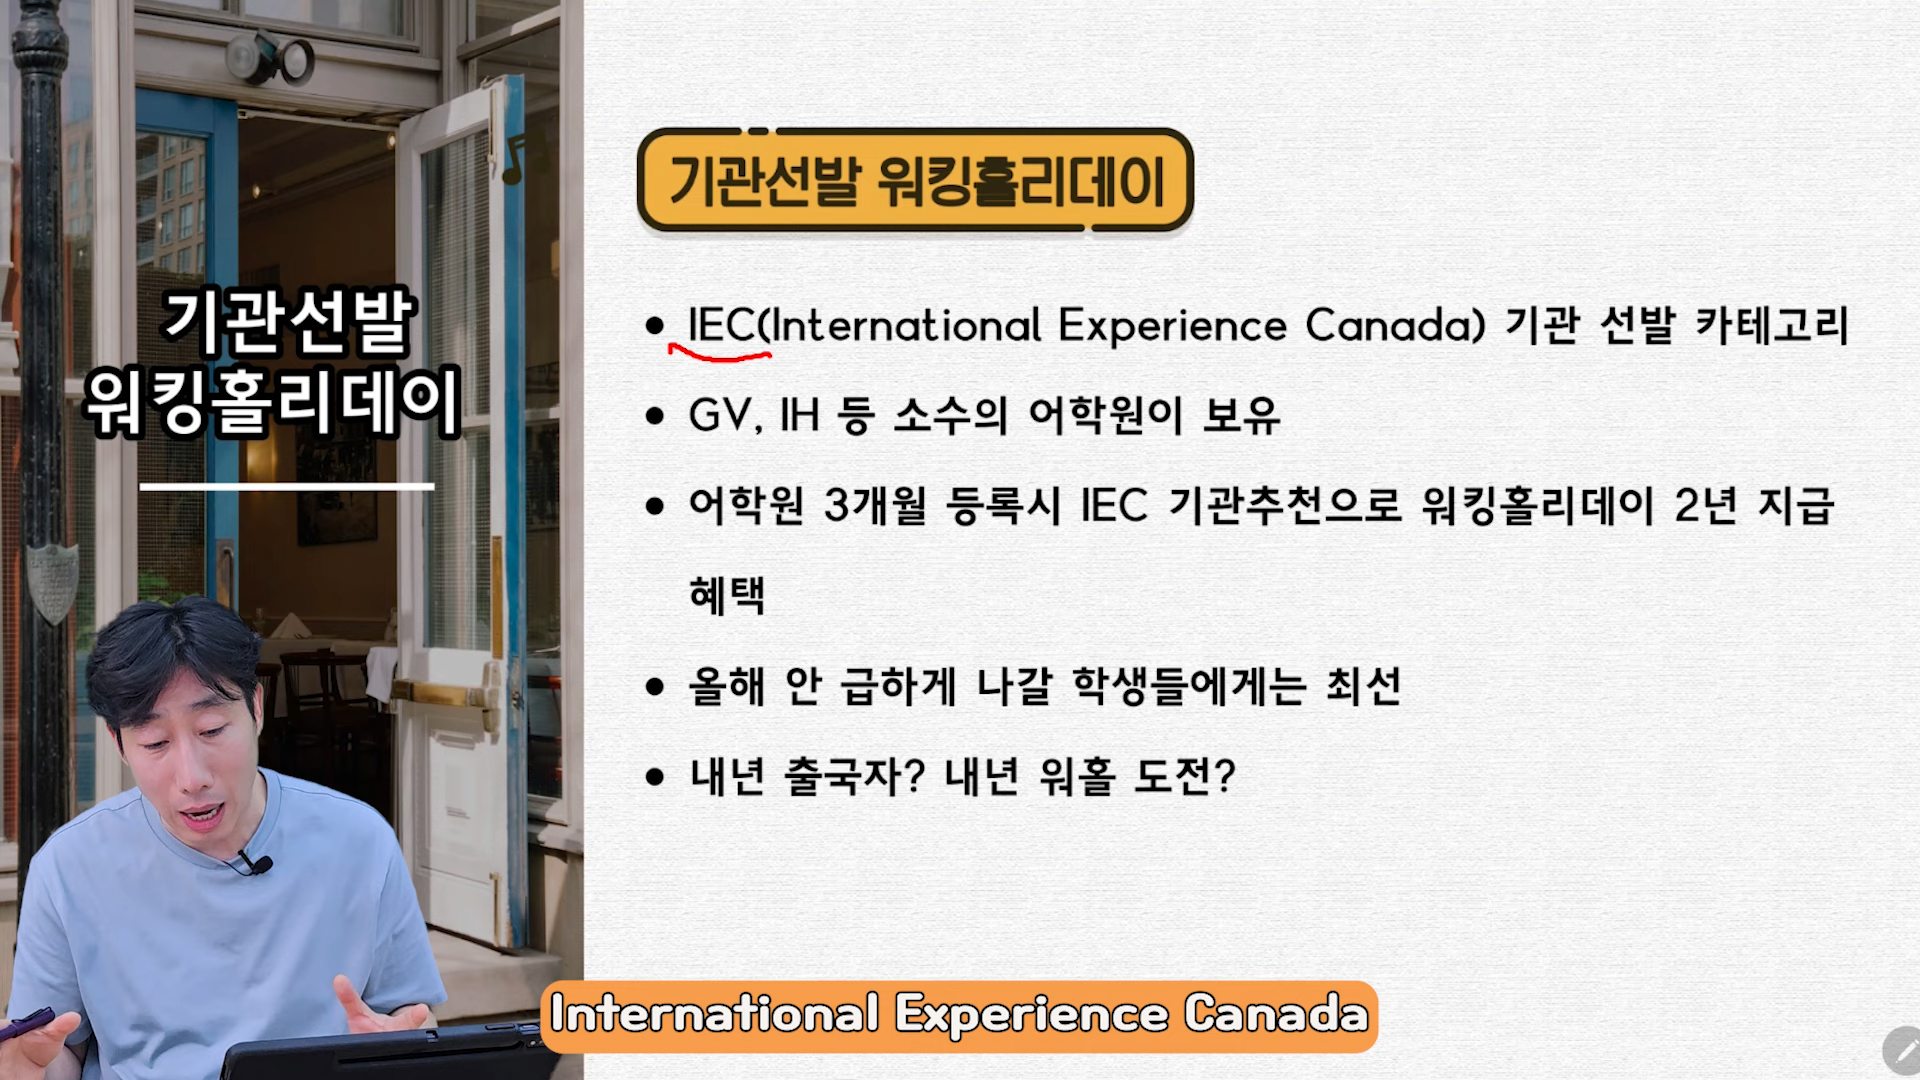 기관선발
워킹홀리데이
기관선발 워킹홀리데이
• IEC(International Experience Canada) 기관 선발 카테고리
• GV, IH 등 소수의 어학원이 보유
• 어학원 3개월 등록시 IEC 기관추천으로 워킹홀리데이 2년 지급
혜택
• 올해 안 급하게 나갈 학생들에게는 최선
• 내년 출국자? 내년 워홀 도전?
International Experience Canada